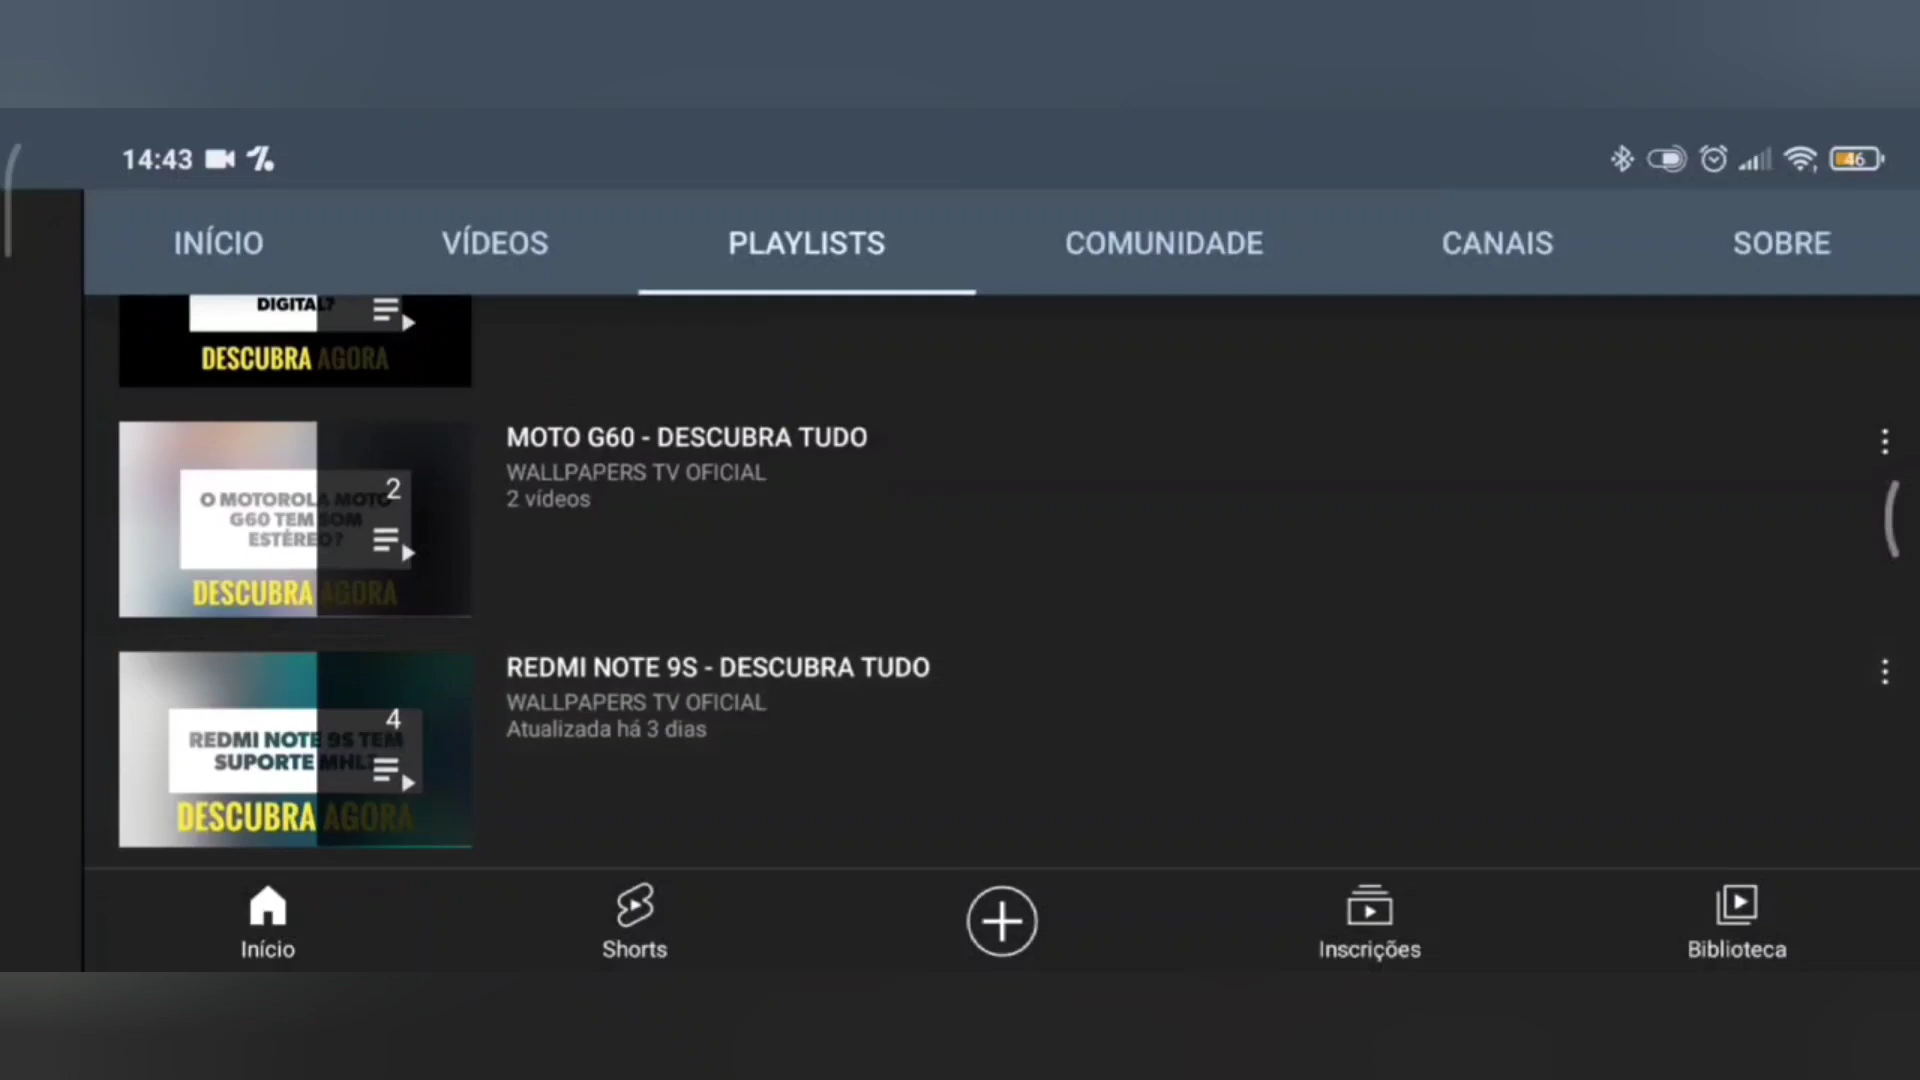 14:43
46
INÍCIO VÍDEOS PLAYLISTS COMUNIDADE CANAIS SOBRE
DIGITAL?
DESCUBRA AGORA
MOTO G60 - DESCUBRA TUDO
WALLPAPERS TV OFICIAL
2 vídeos
2
O MOTOROLA MOTO
G60 TEM SOM
ESTÉREO?
DESCUBRA AGORA
REDMI NOTE 9S - DESCUBRA TUDO
WALLPAPERS TV OFICIAL
Atualizada há 3 dias
4
REDMI NOTE 9S TEM
SUPORTE MHL?
DESCUBRA AGORA
Início Shorts Inscrições Biblioteca